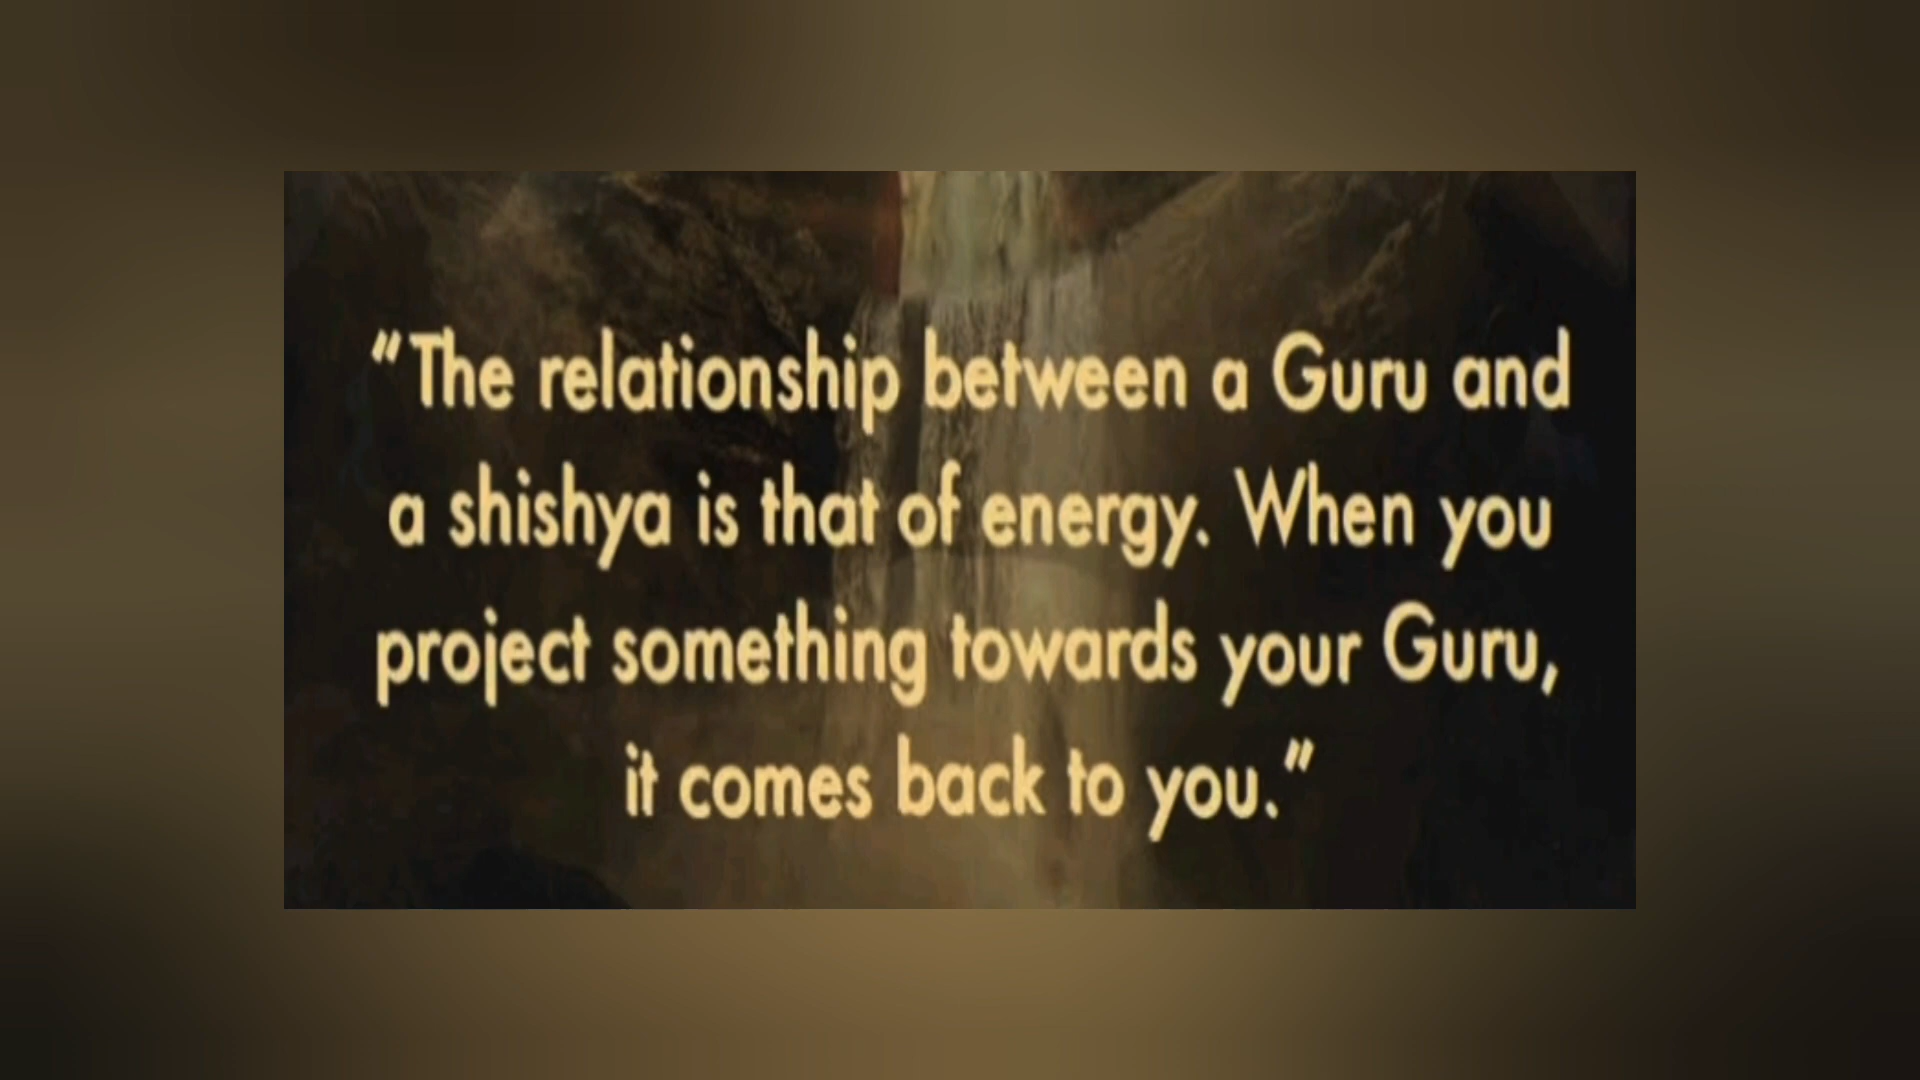 “The relationship between a Guru and
a shishya is that of energy. When you
project something towards your Guru,
it comes back to you.”